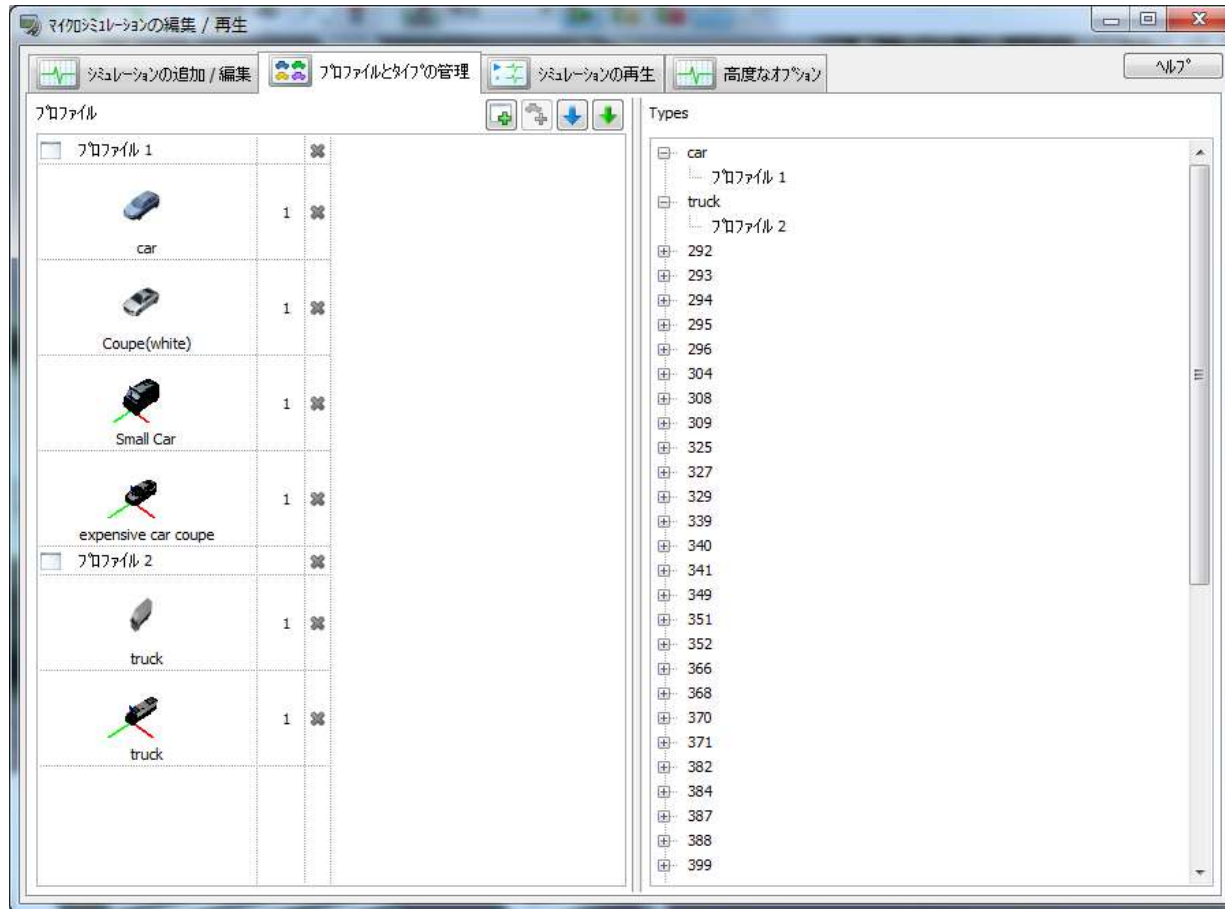 ﾏｲｸﾛｼﾐｭﾚｰｼｮﾝの編集 / 再生
ｼﾐｭﾚｰｼｮﾝの追加 / 編集
ﾌﾟﾛﾌｧｲﾙとﾀｲﾌﾟの管理
ｼﾐｭﾚｰｼｮﾝの再生
高度なｵﾌﾟｼｮﾝ
ﾍﾙﾌﾟ
ﾌﾟﾛﾌｧｲﾙ
ﾌﾟﾛﾌｧｲﾙ 1
1
car
1
Coupe(white)
1
Small Car
1
expensive car coupe
ﾌﾟﾛﾌｧｲﾙ 2
1
truck
1
truck
Types
car
ﾌﾟﾛﾌｧｲﾙ 1
truck
ﾌﾟﾛﾌｧｲﾙ 2
292
293
294
295
296
304
308
309
325
327
329
339
340
341
349
351
352
366
368
370
371
382
384
387
388
399